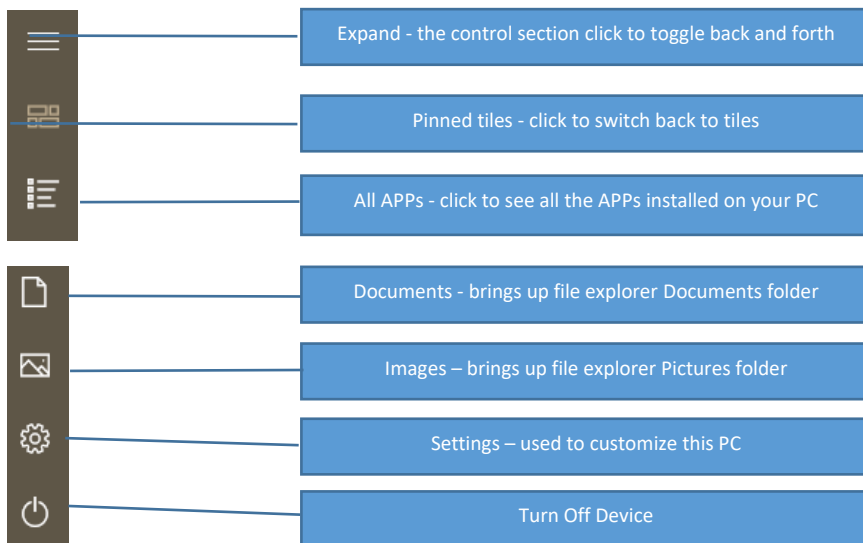 Expand - the control section click to toggle back and forth
Pinned tiles - click to switch back to tiles
All APPs - click to see all the APPs installed on your PC
Documents - brings up file explorer Documents folder
Images – brings up file explorer Pictures folder
Settings – used to customize this PC
Turn Off Device